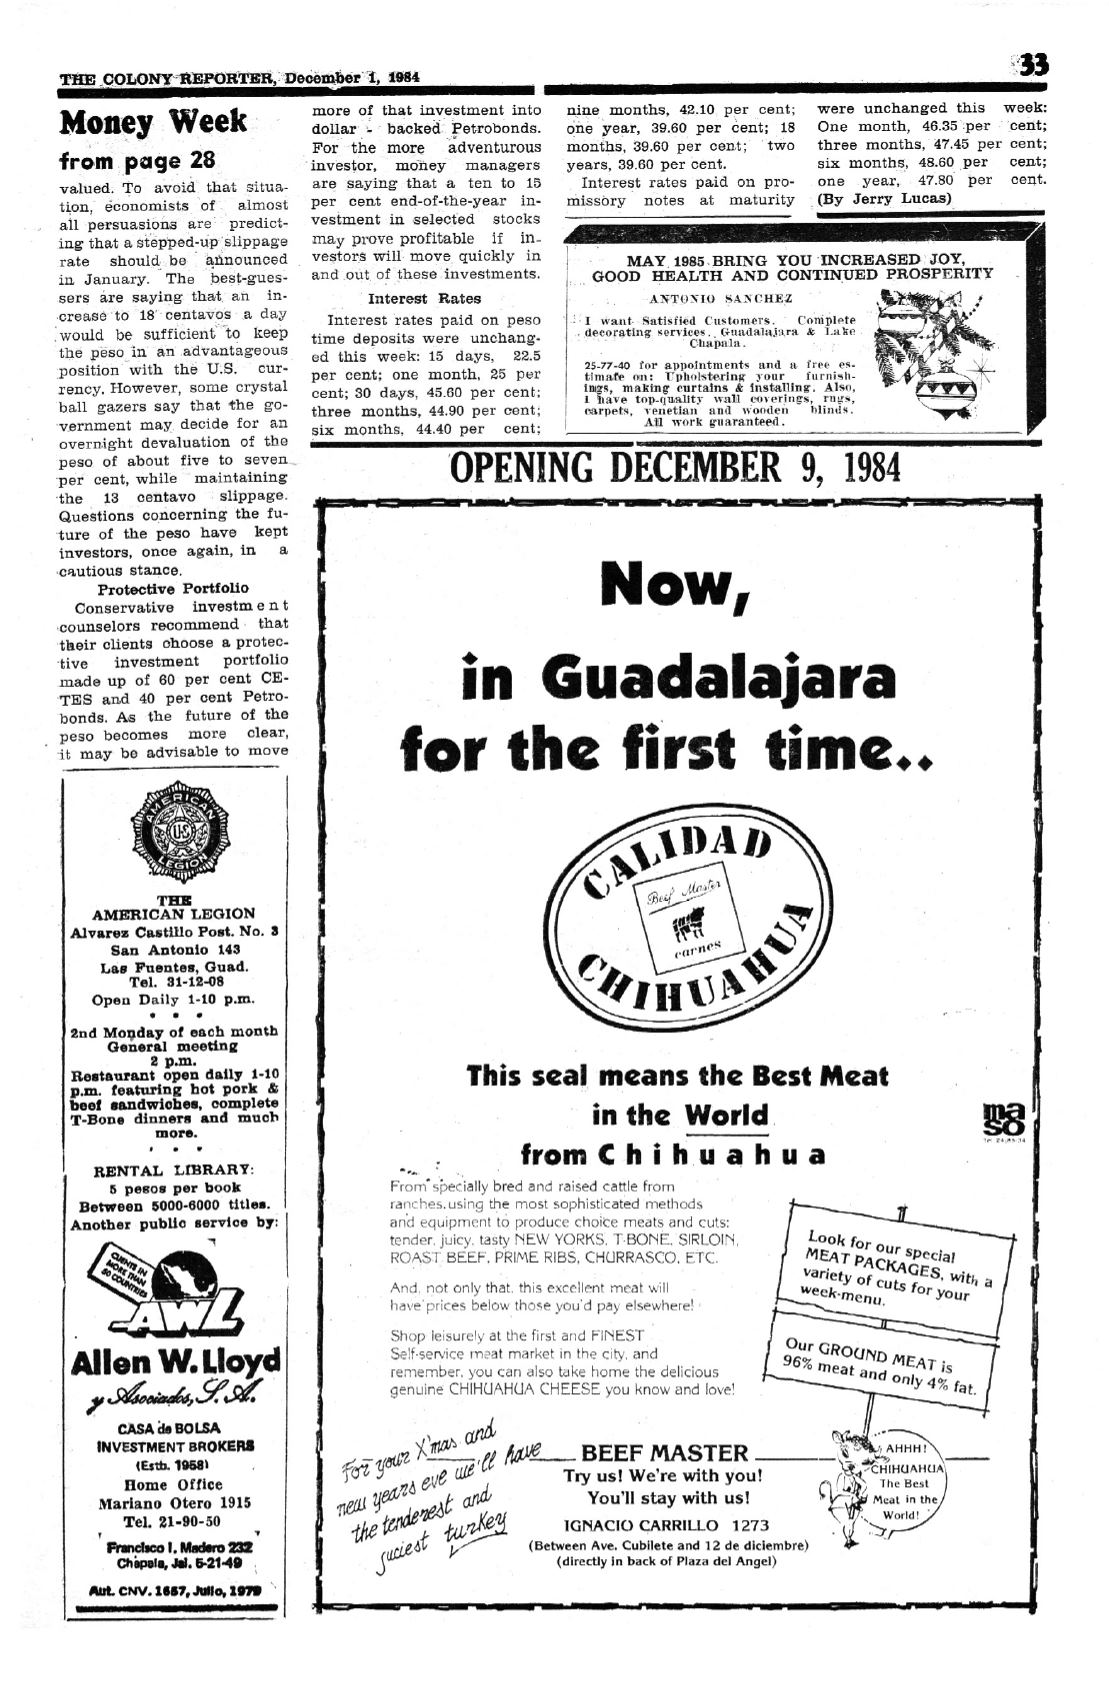 THE COLONY REPORTER, December 1, 1984
33
Money Week
from page 28
valued. To avoid that situa-
tion, economists of almost
all persuasions are predict-
ing that a stepped-up slippage
rate should be announced
in January. The best-gues-
sers are saying that an in-
crease to 18 centavos a day
would be sufficient to keep
the peso in an advantageous
position with the U.S. cur-
rency. However, some crystal
ball gazers say that the go-
vernment may decide for an
overnight devaluation of the
peso of about five to seven
per cent, while maintaining
the 13 centavo slippage.
Questions concerning the fu-
ture of the peso have kept
investors, once again, in a
cautious stance.
Protective Portfolio
Conservative investment
counselors recommend that
their clients choose a protec-
tive investment portfolio
made up of 60 per cent CE-
TES and 40 per cent Petro-
bonds. As the future of the
peso becomes more clear,
it may be advisable to move
more of that investment into
dollar - backed Petrobonds.
For the more adventurous
investor, money managers
are saying that a ten to 15
per cent end-of-the-year in-
vestment in selected stocks
may prove profitable if in-
vestors will move quickly in
and out of these investments.
Interest Rates
Interest rates paid on peso
time deposits were unchang-
ed this week: 15 days, 22.5
per cent; one month, 25 per
cent; 30 days, 45.60 per cent;
three months, 44.90 per cent;
six months, 44.40 per cent;
nine months, 42.10 per cent;
one year, 39.60 per cent; 18
months, 39.60 per cent; two
years, 39.60 per cent.
Interest rates paid on pro-
missory notes at maturity
were unchanged this week:
One month, 46.35 per cent;
three months, 47.45 per cent;
six months, 48.60 per cent;
one year, 47.80 per cent.
(By Jerry Lucas)
MAY 1985 BRING YOU INCREASED JOY,
GOOD HEALTH AND CONTINUED PROSPERITY
ANTONIO SANCHEZ
I want Satisfied Customers. Complete
decorating services. Guadalajara & Lake
Chapala.
25-77-40 for appointments and a free es-
timate on: Upholstering your furnish-
ings, making curtains & installing. Also,
I have top-quality wall coverings, rugs,
carpets, venetian and wooden blinds.
All work guaranteed.
THE
AMERICAN LEGION
U.S
AMERICAN LEGION
Alvarez Castillo Post. No. 3
San Antonio 143
Las Fuentes, Guad.
Tel. 31-12-08
Open Daily 1-10 p.m.
* * *
2nd Monday of each month
General meeting
2 p.m.
Restaurant open daily 1-10
p.m. featuring hot pork &
beef sandwiches, complete
T-Bone dinners and much
more.
* * *
RENTAL LIBRARY:
5 pesos per book
Between 5000-6000 titles.
Another public service by:
CLIENTS IN
MORE THAN
50 COUNTRIES
AWL
Allen W. Lloyd
y Asociados, S. A.
CASA de BOLSA
INVESTMENT BROKERS
(Estb. 1958)
Home Office
Mariano Otero 1915
Tel. 21-90-50
Francisco I. Madero 232
Chapala, Jal. 5-21-49
Aut. CNV. 1657, Julio, 1979
OPENING DECEMBER 9, 1984
Now,
in Guadalajara
for the first time..
CALIDAD
Beef Master
carnes
CHIHUAHUA
This seal means the Best Meat
in the World
from Chihuahua
maso
From specially bred and raised cattle from
ranches, using the most sophisticated methods
and equipment to produce choice meats and cuts:
tender, juicy, tasty NEW YORKS, T-BONE, SIRLOIN,
ROAST BEEF, PRIME RIBS, CHURRASCO, ETC.
And, not only that, this excellent meat will
have prices below those you'd pay elsewhere!
Shop leisurely at the first and FINEST
Self-service meat market in the city, and
remember, you can also take home the delicious
genuine CHIHUAHUA CHEESE you know and love!
Look for our special
MEAT PACKAGES, with a
variety of cuts for your
week-menu.
Our GROUND MEAT is
96% meat and only 4% fat.
For your X'mas and
new years eve we'll have
the tenderest and
juciest turkey
BEEF MASTER
Try us! We're with you!
You'll stay with us!
IGNACIO CARRILLO 1273
(Between Ave. Cubilete and 12 de diciembre)
(directly in back of Plaza del Angel)
AHHH!
CHIHUAHUA
The Best
Meat in the
World!